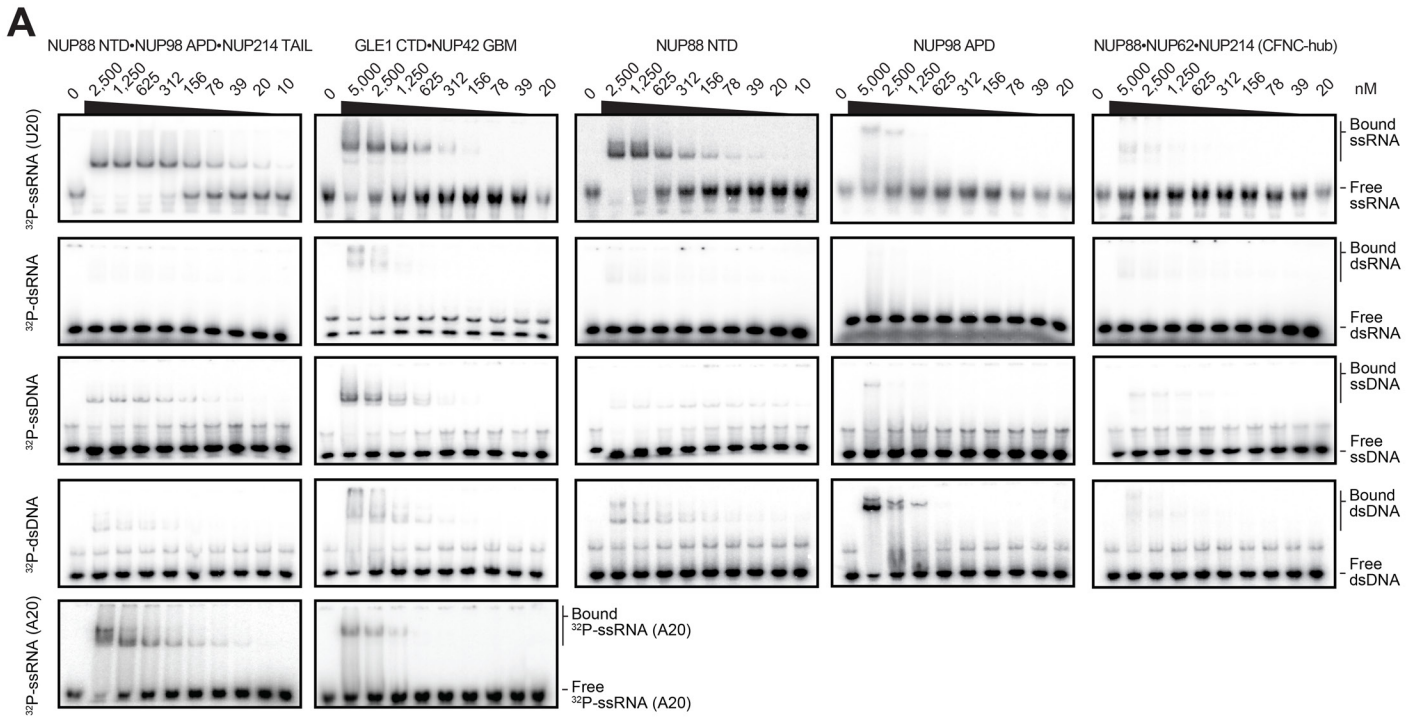 A
NUP88 NTD•NUP98 APD•NUP214 TAIL
GLE1 CTD•NUP42 GBM
NUP88 NTD
NUP98 APD
NUP88•NUP62•NUP214 (CFNC-hub)
0 2,500 1,250 625 312 156 78 39 20 10
0 5,000 2,500 1,250 625 312 156 78 39 20
0 2,500 1,250 625 312 156 78 39 20 10
0 5,000 2,500 1,250 625 312 156 78 39 20
0 5,000 2,500 1,250 625 312 156 78 39 20
nM
³²P-ssRNA (U20)
Bound
ssRNA
Free
ssRNA
³²P-dsRNA
Bound
dsRNA
Free
dsRNA
³²P-ssDNA
Bound
ssDNA
Free
ssDNA
³²P-dsDNA
Bound
dsDNA
Free
dsDNA
³²P-ssRNA (A20)
Bound
³²P-ssRNA (A20)
Free
³²P-ssRNA (A20)